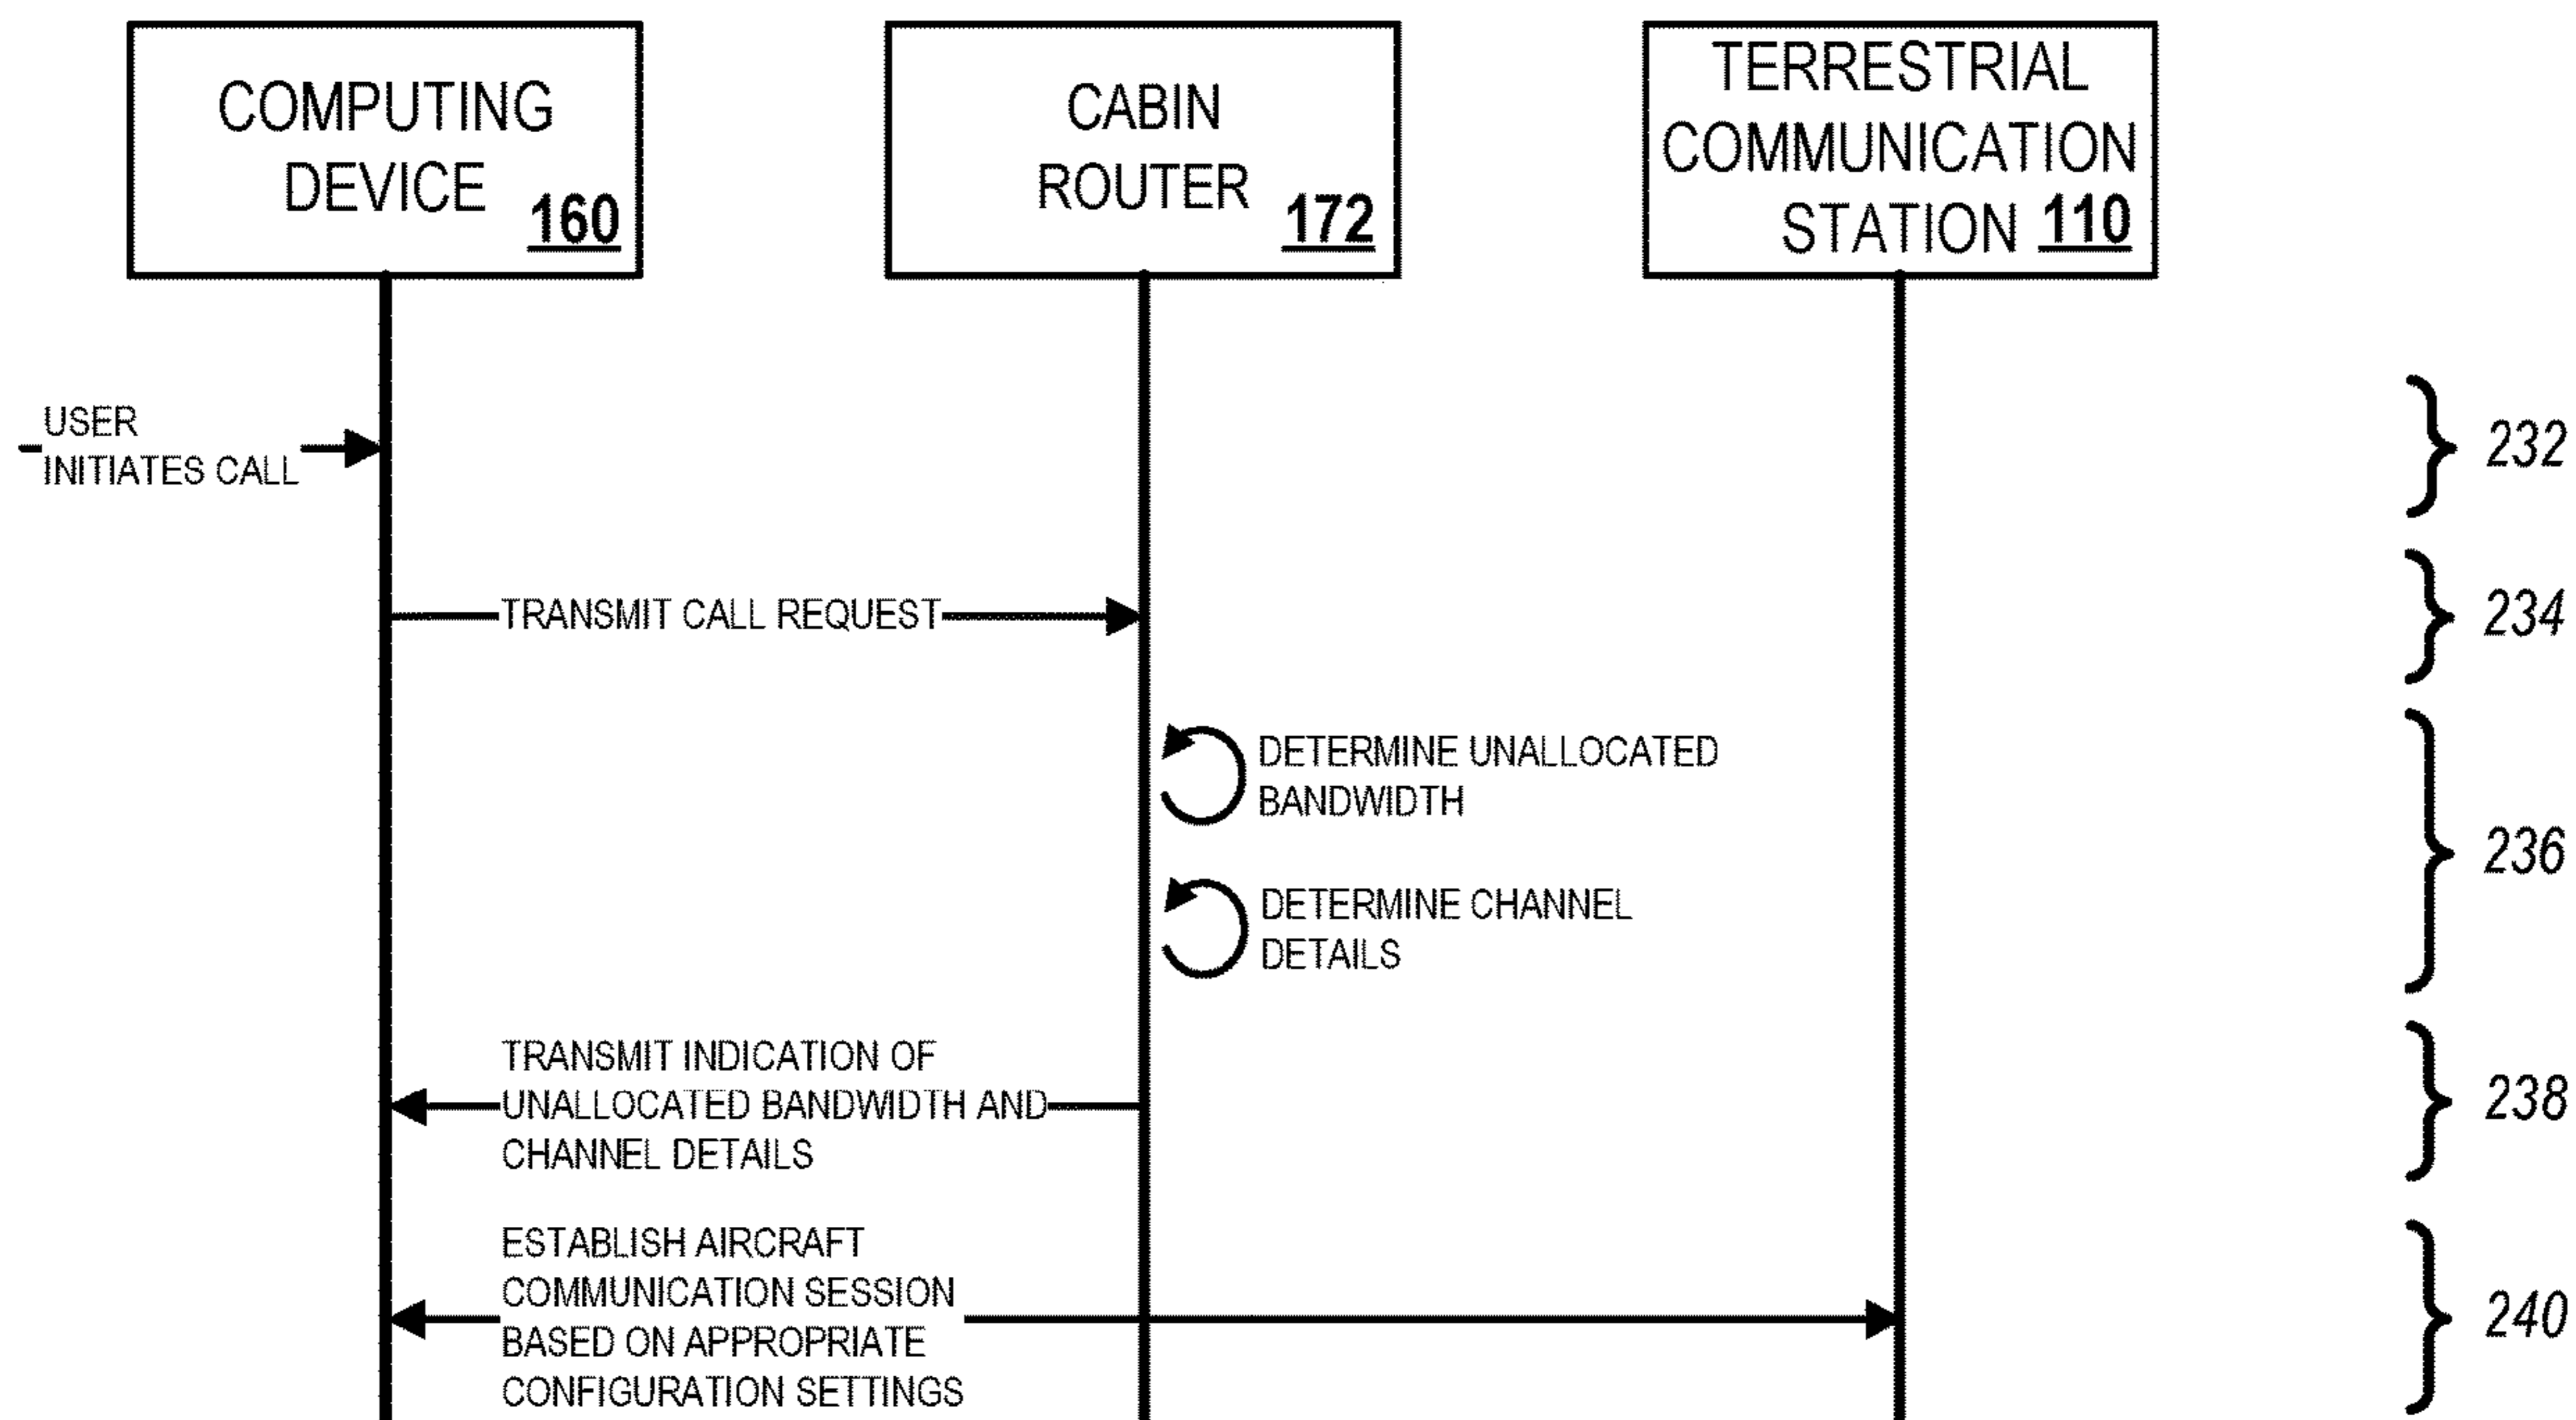 COMPUTING
DEVICE 160
CABIN
ROUTER 172
TERRESTRIAL
COMMUNICATION
STATION 110
USER
INITIATES CALL
232
TRANSMIT CALL REQUEST
234
DETERMINE UNALLOCATED
BANDWIDTH
DETERMINE CHANNEL
DETAILS
236
TRANSMIT INDICATION OF
UNALLOCATED BANDWIDTH AND
CHANNEL DETAILS
238
ESTABLISH AIRCRAFT
COMMUNICATION SESSION
BASED ON APPROPRIATE
CONFIGURATION SETTINGS
240